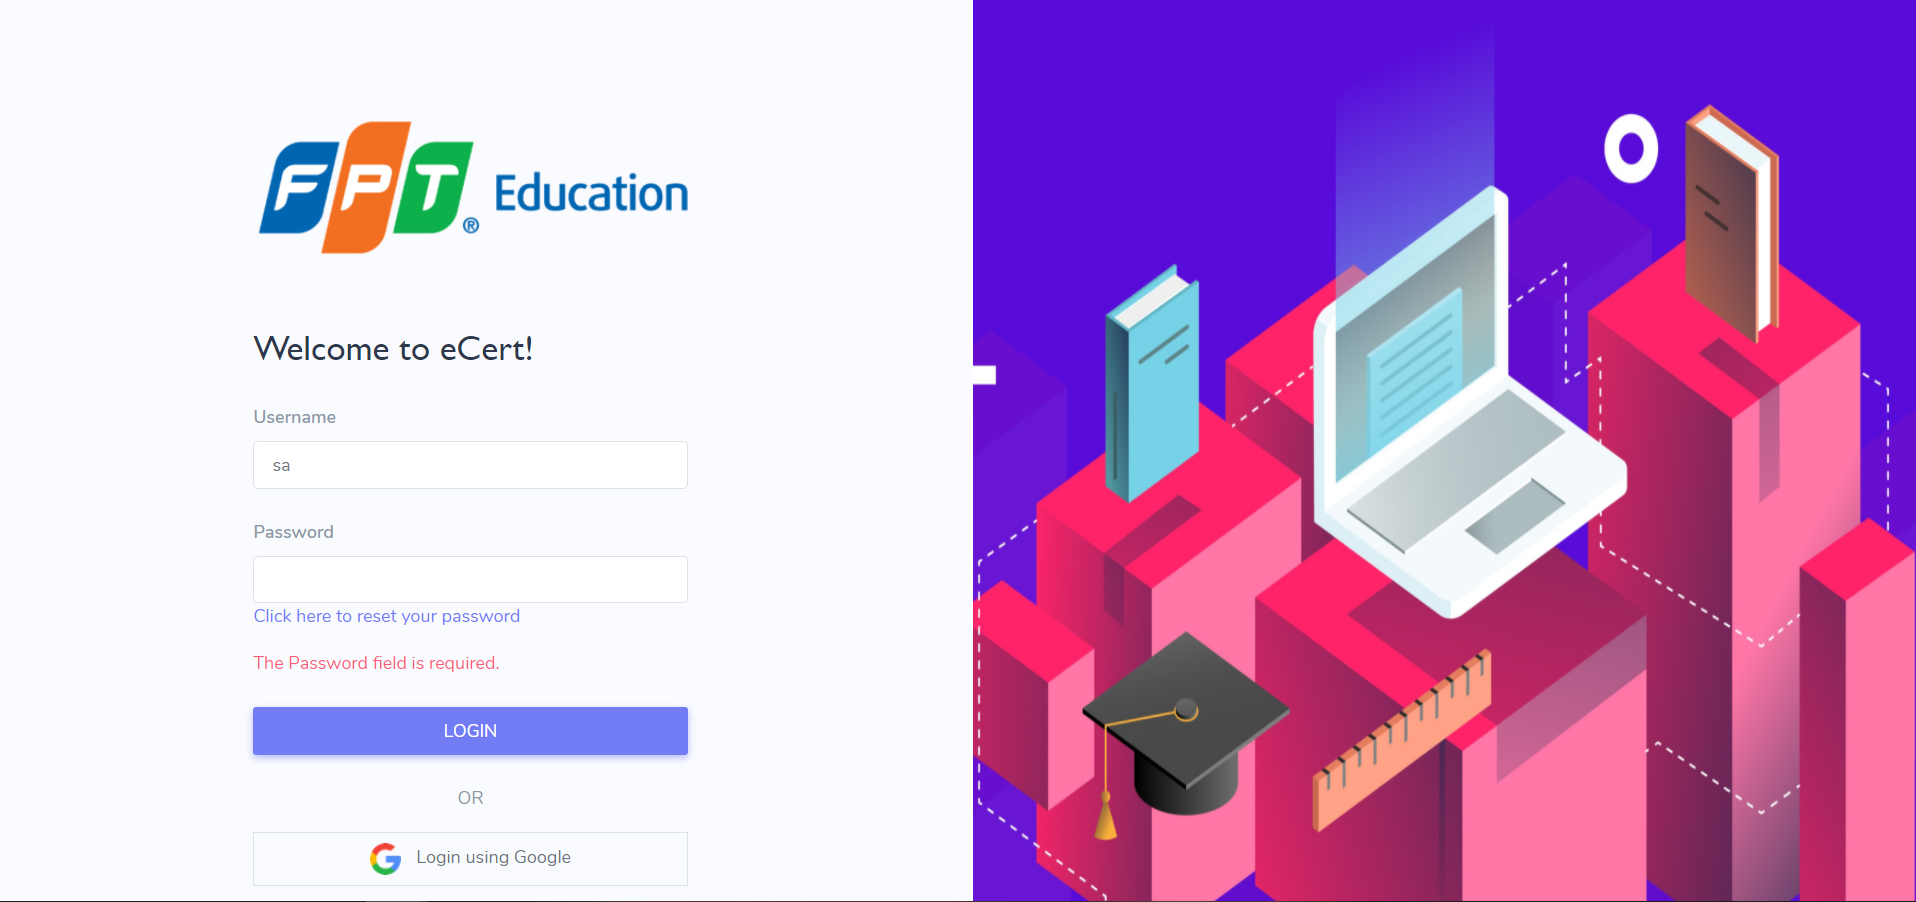 FPT® Education
Welcome to eCert!
Username
sa
Password
Click here to reset your password
The Password field is required.
LOGIN
OR
Login using Google